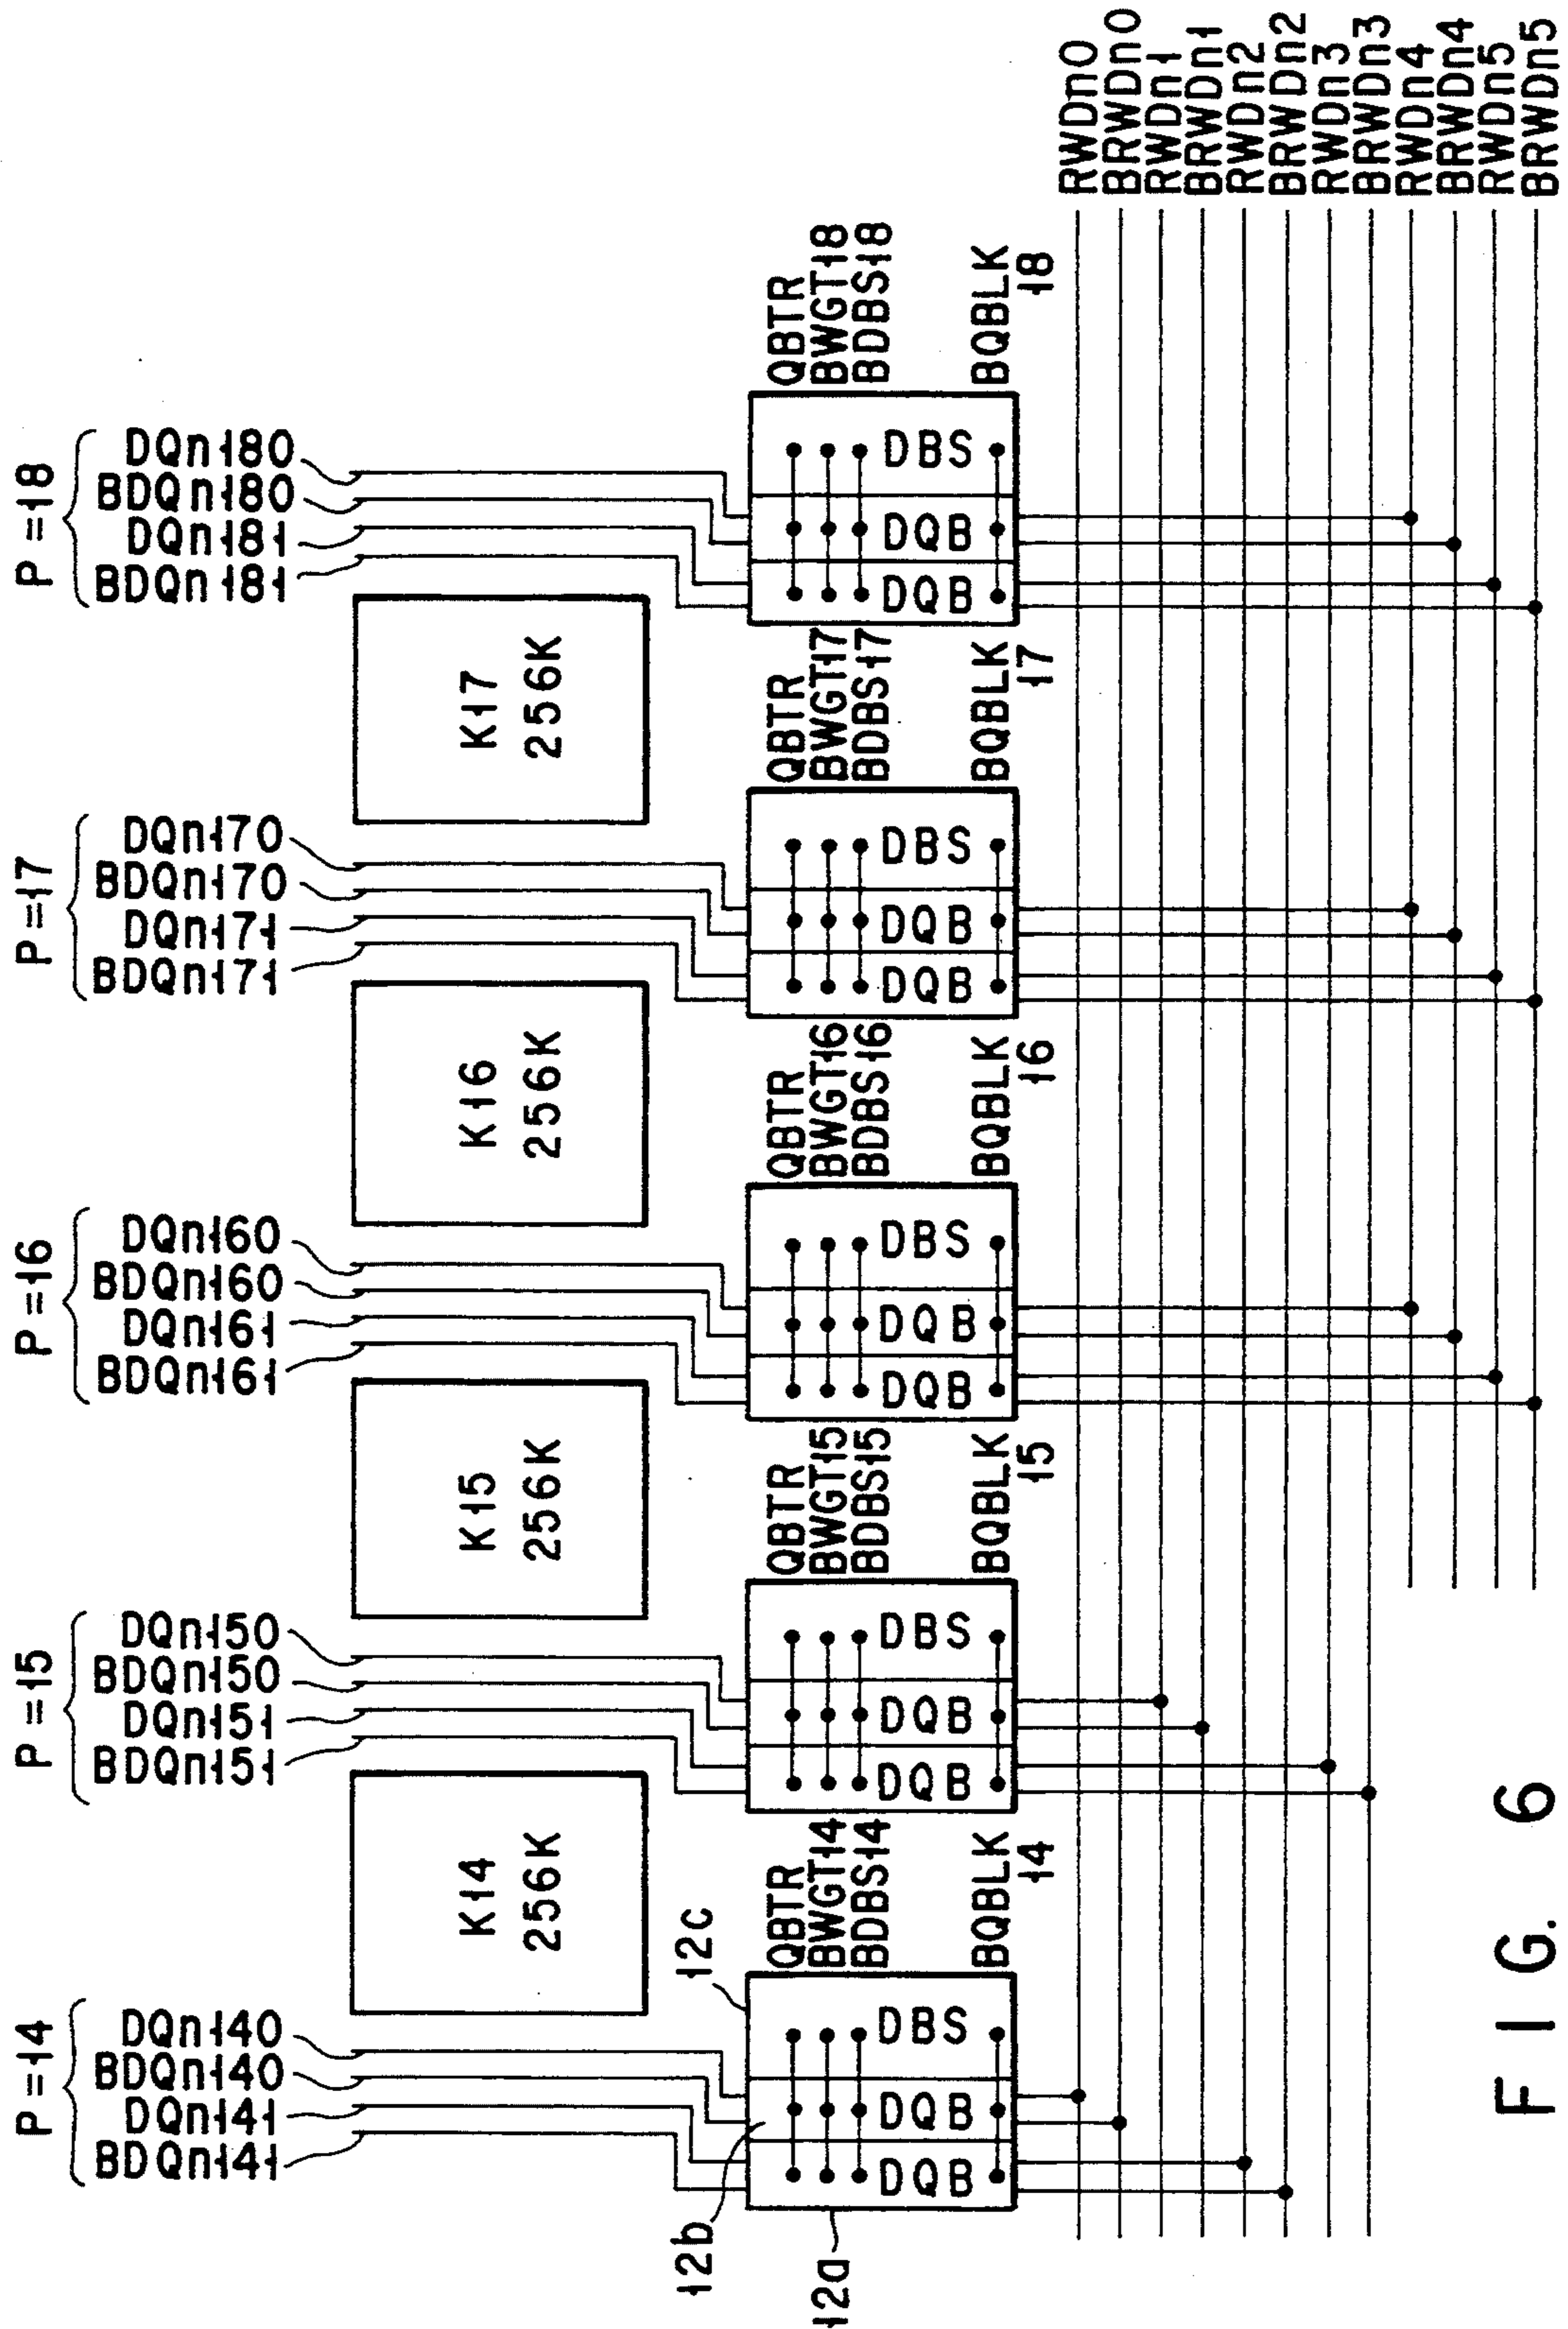 P=14
DQn140
BDQn140
DQn141
BDQn141
P=15
DQn150
BDQn150
DQn151
BDQn151
P=16
DQn160
BDQn160
DQn161
BDQn161
P=17
DQn170
BDQn170
DQn171
BDQn171
P=18
DQn180
BDQn180
DQn181
BDQn181
K14
256K
K15
256K
K16
256K
K17
256K
12b
12a
12c
DQB
DQB
DBS
QBTR
BWGT14
BDBS14
BQBLK
14
DQB
DQB
DBS
QBTR
BWGT15
BDBS15
BQBLK
15
DQB
DQB
DBS
QBTR
BWGT16
BDBS16
BQBLK
16
DQB
DQB
DBS
QBTR
BWGT17
BDBS17
BQBLK
17
DQB
DQB
DBS
QBTR
BWGT18
BDBS18
BQBLK
18
RWDn0
BRWDn0
RWDn1
BRWDn1
RWDn2
BRWDn2
RWDn3
BRWDn3
RWDn4
BRWDn4
RWDn5
BRWDn5
FIG. 6